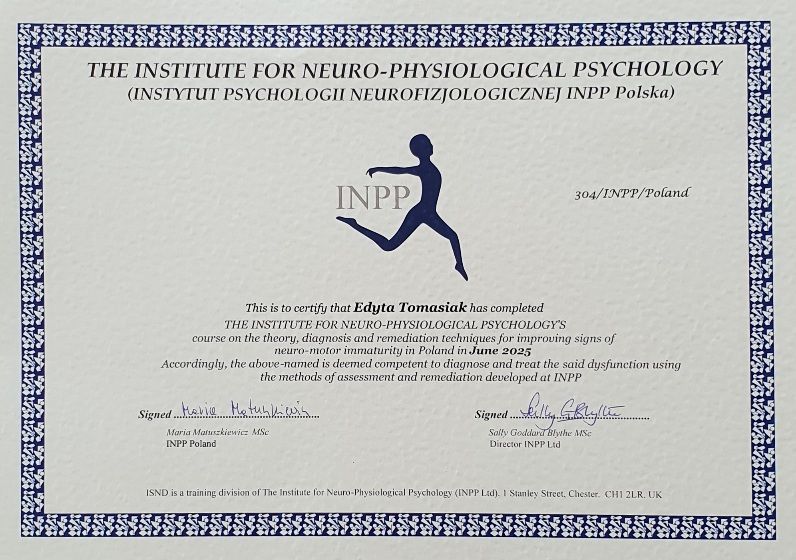 THE INSTITUTE FOR NEURO-PHYSIOLOGICAL PSYCHOLOGY
(INSTYTUT PSYCHOLOGII NEUROFIZJOLOGICZNEJ INPP Polska)
INPP
304/INPP/Poland
This is to certify that Edyta Tomasiak has completed
THE INSTITUTE FOR NEURO-PHYSIOLOGICAL PSYCHOLOGY'S
course on the theory, diagnosis and remediation techniques for improving signs of
neuro-motor immaturity in Poland in June 2025
Accordingly, the above-named is deemed competent to diagnose and treat the said dysfunction using
the methods of assessment and remediation developed at INPP
Signed Maria Matuszkiewicz
Maria Matuszkiewicz MSc
INPP Poland
Signed Sally G Blythe
Sally Goddard Blythe MSc
Director INPP Ltd
ISND is a training division of The Institute for Neuro-Physiological Psychology (INPP Ltd). 1 Stanley Street, Chester. CH1 2LR. UK